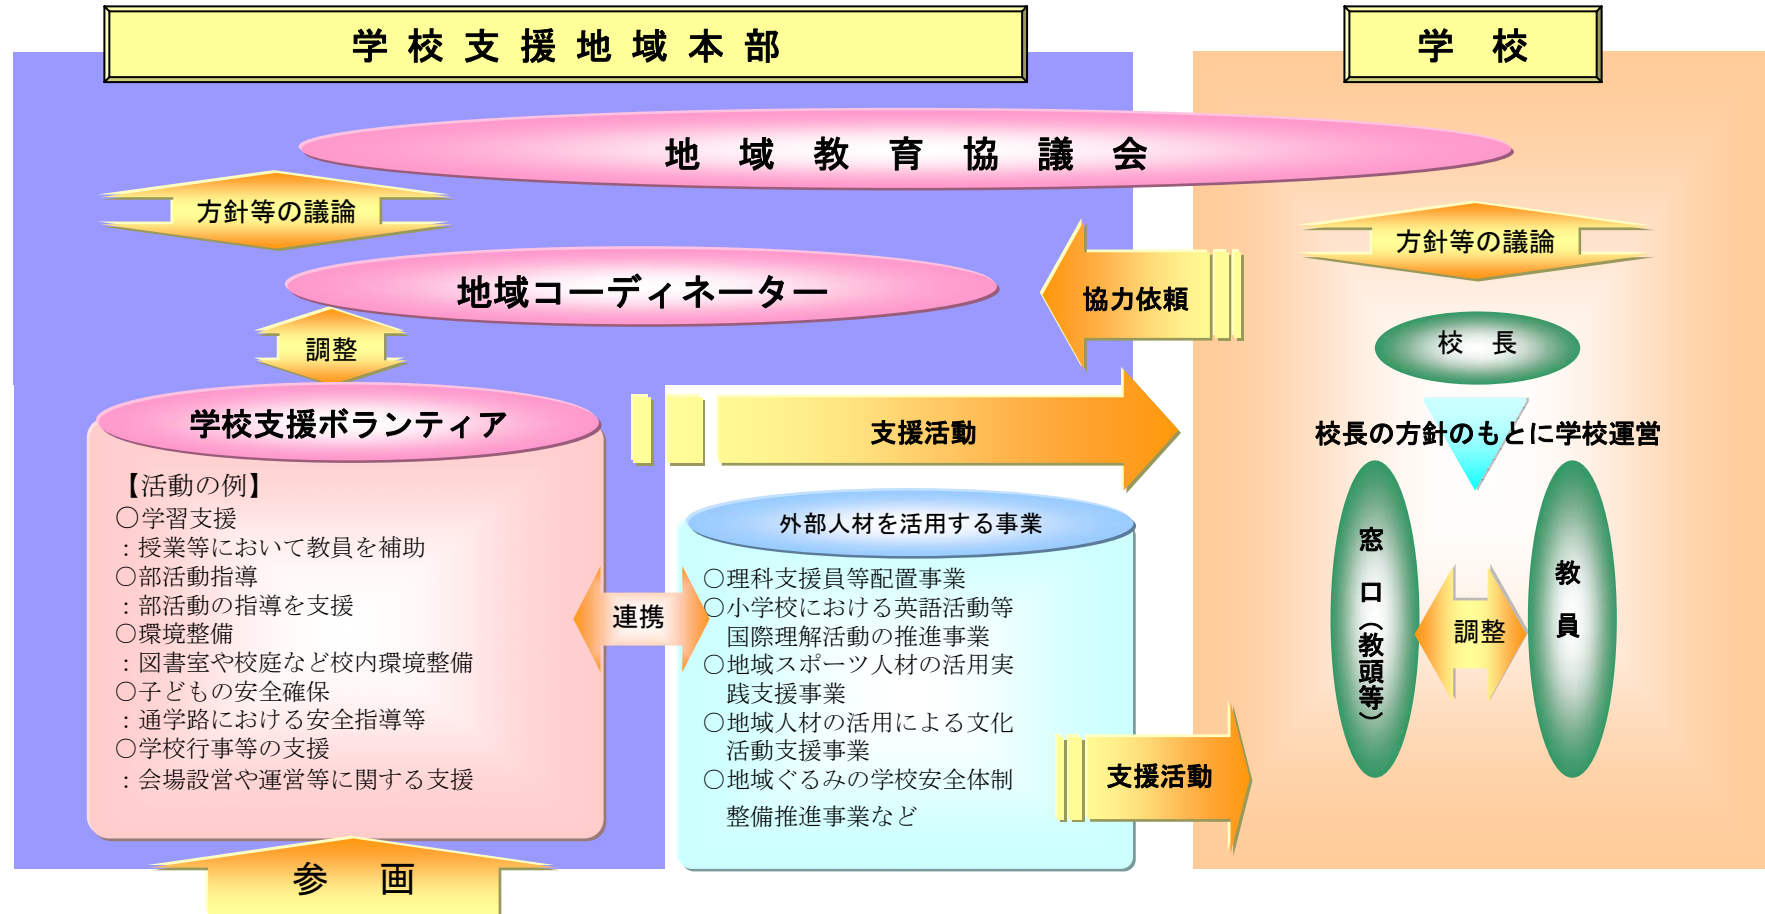 学校支援地域本部
学　校
地　域　教　育　協　議　会
方針等の議論
方針等の議論
地域コーディネーター
協力依頼
調整
校　長
学校支援ボランティア
支援活動
校長の方針のもとに学校運営
【活動の例】
○学習支援
：授業等において教員を補助
○部活動指導
：部活動の指導を支援
○環境整備
：図書室や校庭など校内環境整備
○子どもの安全確保
：通学路における安全指導等
○学校行事等の支援
：会場設営や運営等に関する支援
連携
外部人材を活用する事業
○理科支援員等配置事業
○小学校における英語活動等
国際理解活動の推進事業
○地域スポーツ人材の活用実
践支援事業
○地域人材の活用による文化
活動支援事業
○地域ぐるみの学校安全体制
整備推進事業など
支援活動
窓口（教頭等）
調整
教員
参　画